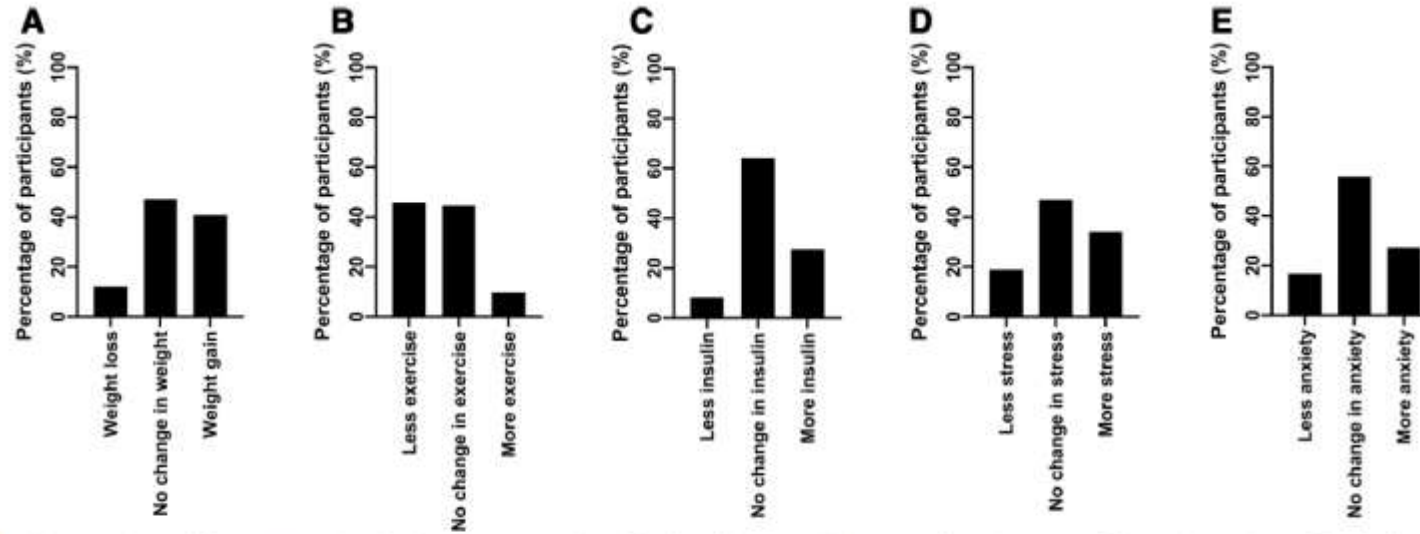 A
Percentage of participants (%)
0
20
40
60
80
100
Weight loss
No change in weight
Weight gain
B
Percentage of participants (%)
0
20
40
60
80
100
Less exercise
No change in exercise
More exercise
C
Percentage of participants (%)
0
20
40
60
80
100
Less insulin
No change in insulin
More insulin
D
Percentage of participants (%)
0
20
40
60
80
100
Less stress
No change in stress
More stress
E
Percentage of participants (%)
0
20
40
60
80
100
Less anxiety
No change in anxiety
More anxiety